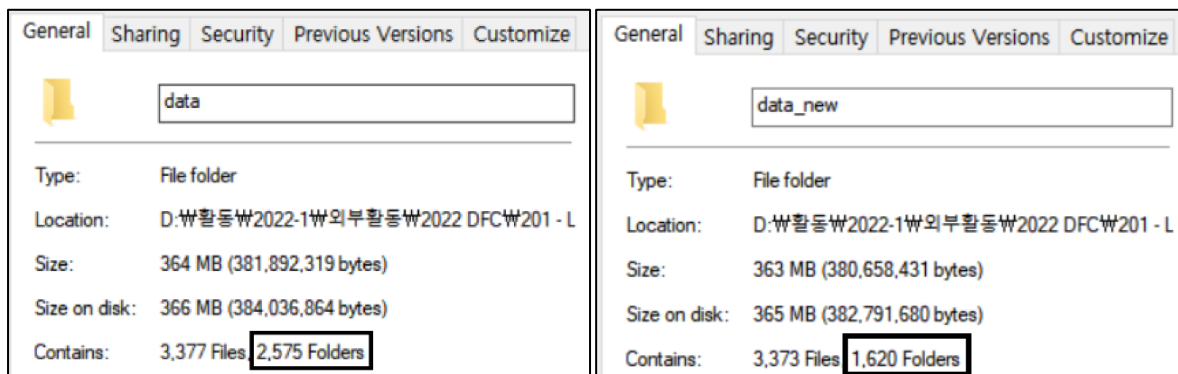 General Sharing Security Previous Versions Customize
data
Type: File folder
Location: D:₩활동₩2022-1₩외부활동₩2022 DFC₩201 - L
Size: 364 MB (381,892,319 bytes)
Size on disk: 366 MB (384,036,864 bytes)
Contains: 3,377 Files, 2,575 Folders
General Sharing Security Previous Versions Customize
data_new
Type: File folder
Location: D:₩활동₩2022-1₩외부활동₩2022 DFC₩201 - L
Size: 363 MB (380,658,431 bytes)
Size on disk: 365 MB (382,791,680 bytes)
Contains: 3,373 Files 1,620 Folders